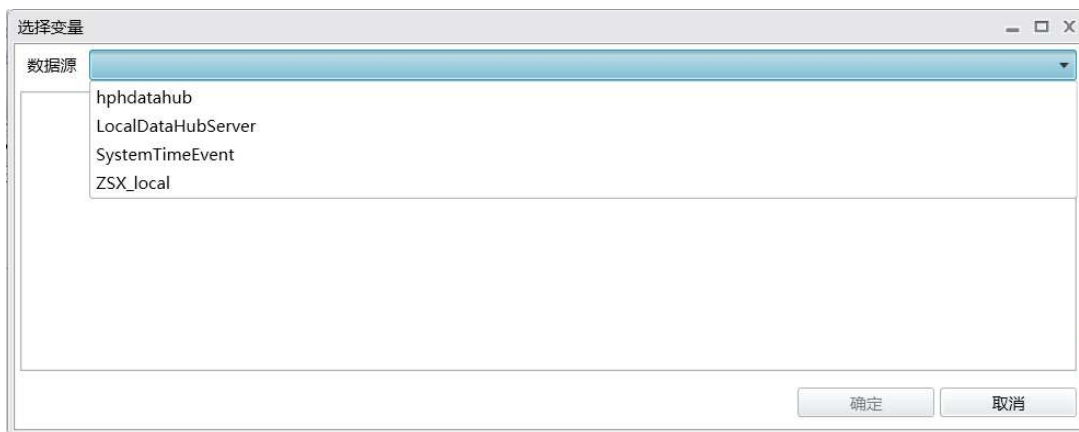 选择变量
数据源
hphdatahub
LocalDataHubServer
SystemTimeEvent
ZSX_local
确定 取消